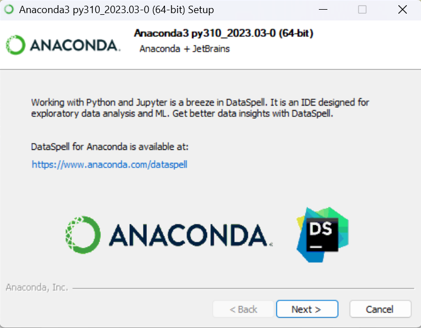 Anaconda3 py310_2023.03-0 (64-bit) Setup
ANACONDA.
Anaconda3 py310_2023.03-0 (64-bit)
Anaconda + JetBrains
Working with Python and Jupyter is a breeze in DataSpell. It is an IDE designed for
exploratory data analysis and ML. Get better data insights with DataSpell.
DataSpell for Anaconda is available at:
https://www.anaconda.com/dataspell
ANACONDA.
DS
Anaconda, Inc.
< Back
Next >
Cancel